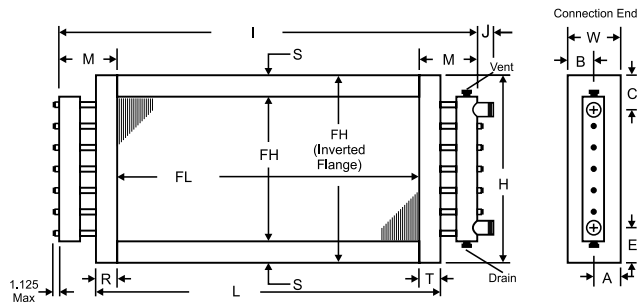 Connection End
I
J
W
M
S
M
B
Vent
C
FH
FH
(Inverted
Flange)
FL
H
1.125
Max
R
T
E
A
L
S
Drain